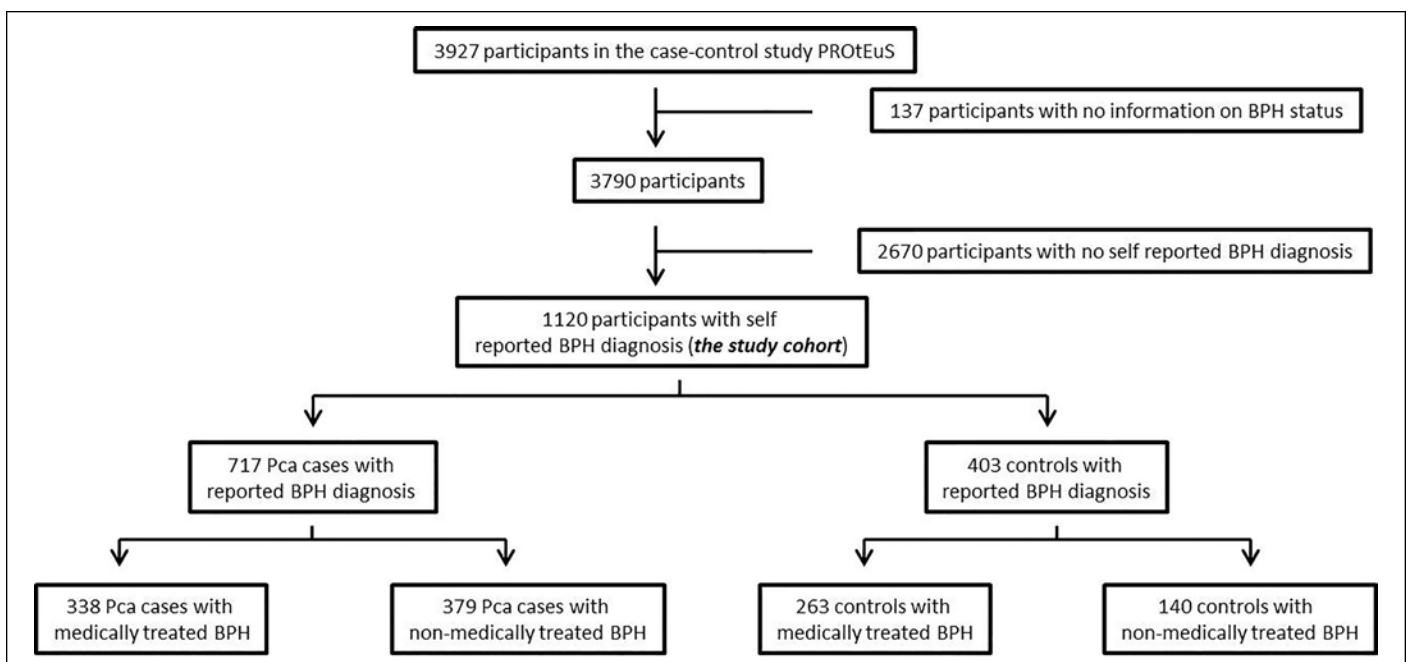 3927 participants in the case-control study PROtEuS
137 participants with no information on BPH status
3790 participants
2670 participants with no self reported BPH diagnosis
1120 participants with self
reported BPH diagnosis (the study cohort)
717 Pca cases with
reported BPH diagnosis
403 controls with
reported BPH diagnosis
338 Pca cases with
medically treated BPH
379 Pca cases with
non-medically treated BPH
263 controls with
medically treated BPH
140 controls with
non-medically treated BPH